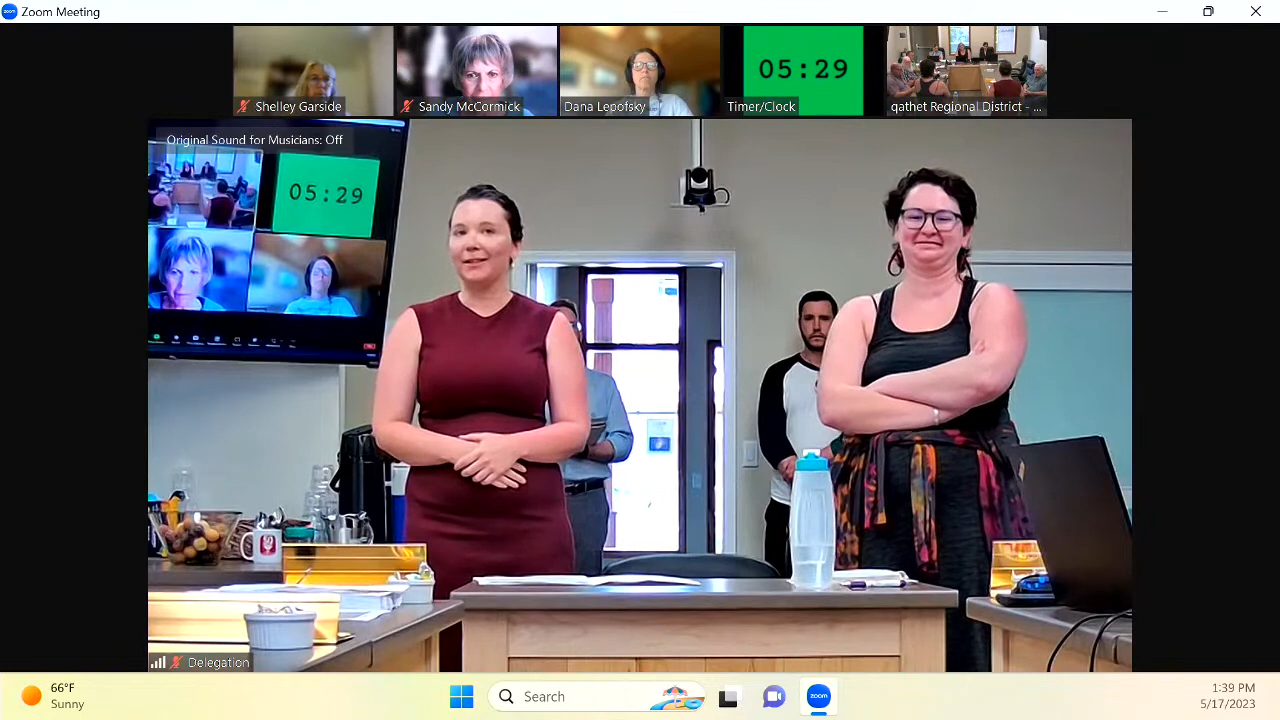 Zoom Meeting
Shelley Garside
Sandy McCormick
Dana Lepofsky
05:29
Timer/Clock
qathet Regional District - ...
Original Sound for Musicians: Off
05:29
Delegation
66°F
Sunny
Search
zoom
1:39 PM
5/17/2023